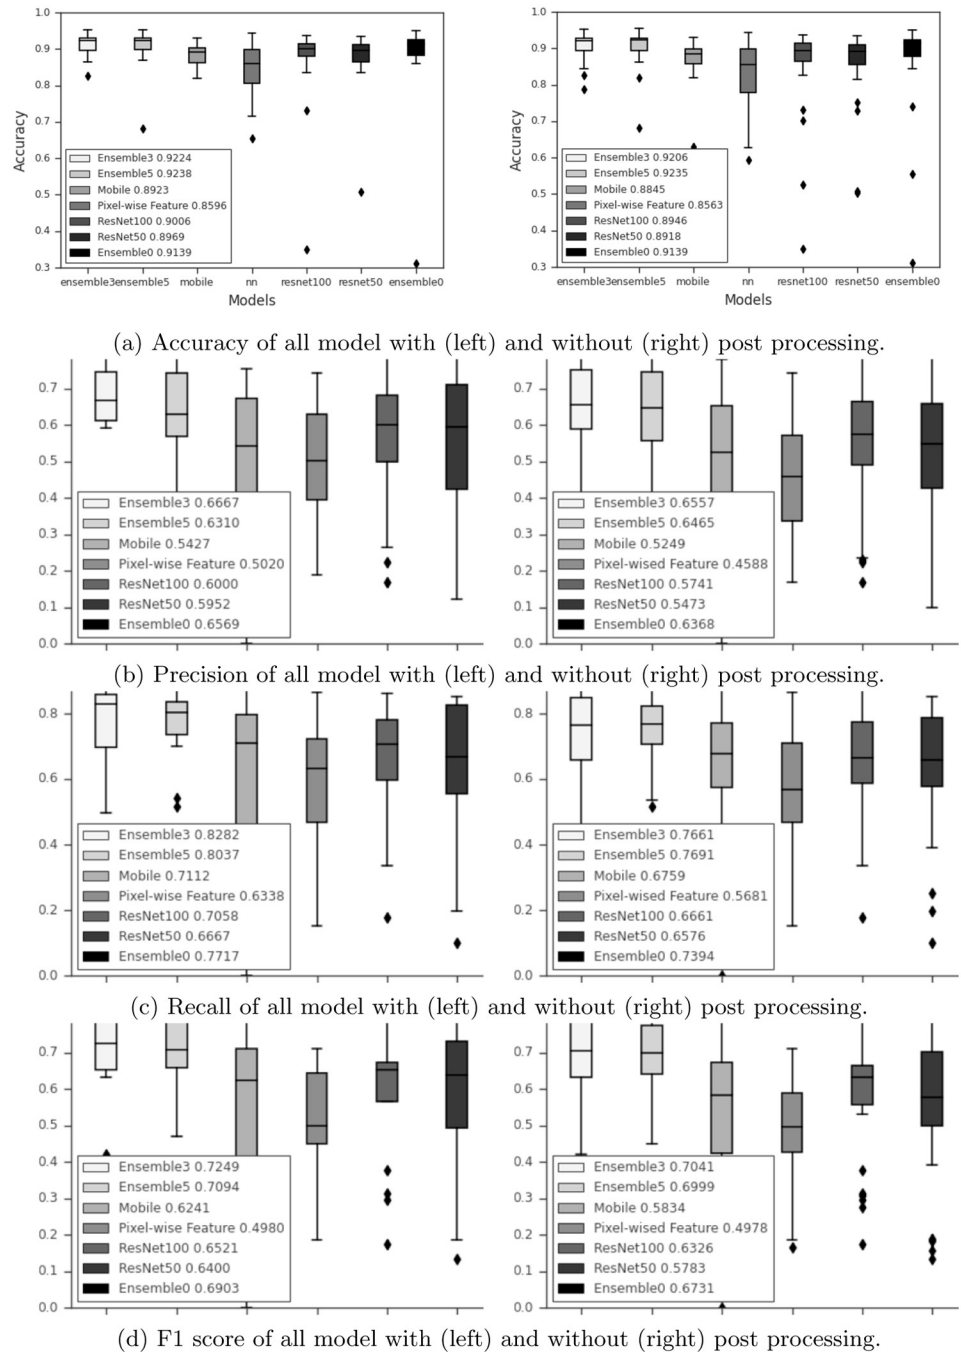 1.0
0.9
0.8
0.7
0.6
0.5
0.4
0.3
Accuracy
Ensemble3 0.9224
Ensemble5 0.9238
Mobile 0.8923
Pixel-wise Feature 0.8596
ResNet100 0.9006
ResNet50 0.8969
Ensemble0 0.9139
ensemble3 ensemble5 mobile nn resnet100 resnet50 ensemble0
Models
1.0
0.9
0.8
0.7
0.6
0.5
0.4
0.3
Accuracy
Ensemble3 0.9206
Ensemble5 0.9235
Mobile 0.8845
Pixel-wise Feature 0.8563
ResNet100 0.8946
ResNet50 0.8918
Ensemble0 0.9139
ensemble3 ensemble5 mobile nn resnet100 resnet50 ensemble0
Models
(a) Accuracy of all model with (left) and without (right) post processing.
0.7
0.6
0.5
0.4
0.3
0.2
0.1
0.0
Ensemble3 0.6667
Ensemble5 0.6310
Mobile 0.5427
Pixel-wise Feature 0.5020
ResNet100 0.6000
ResNet50 0.5952
Ensemble0 0.6569
0.7
0.6
0.5
0.4
0.3
0.2
0.1
0.0
Ensemble3 0.6557
Ensemble5 0.6465
Mobile 0.5249
Pixel-wised Feature 0.4588
ResNet100 0.5741
ResNet50 0.5473
Ensemble0 0.6368
(b) Precision of all model with (left) and without (right) post processing.
0.8
0.6
0.4
0.2
0.0
Ensemble3 0.8282
Ensemble5 0.8037
Mobile 0.7112
Pixel-wise Feature 0.6338
ResNet100 0.7058
ResNet50 0.6667
Ensemble0 0.7717
0.8
0.6
0.4
0.2
0.0
Ensemble3 0.7661
Ensemble5 0.7691
Mobile 0.6759
Pixel-wised Feature 0.5681
ResNet100 0.6661
ResNet50 0.6576
Ensemble0 0.7394
(c) Recall of all model with (left) and without (right) post processing.
0.7
0.6
0.5
0.4
0.3
0.2
0.1
0.0
Ensemble3 0.7249
Ensemble5 0.7094
Mobile 0.6241
Pixel-wise Feature 0.4980
ResNet100 0.6521
ResNet50 0.6400
Ensemble0 0.6903
0.7
0.6
0.5
0.4
0.3
0.2
0.1
0.0
Ensemble3 0.7041
Ensemble5 0.6999
Mobile 0.5834
Pixel-wised Feature 0.4978
ResNet100 0.6326
ResNet50 0.5783
Ensemble0 0.6731
(d) F1 score of all model with (left) and without (right) post processing.